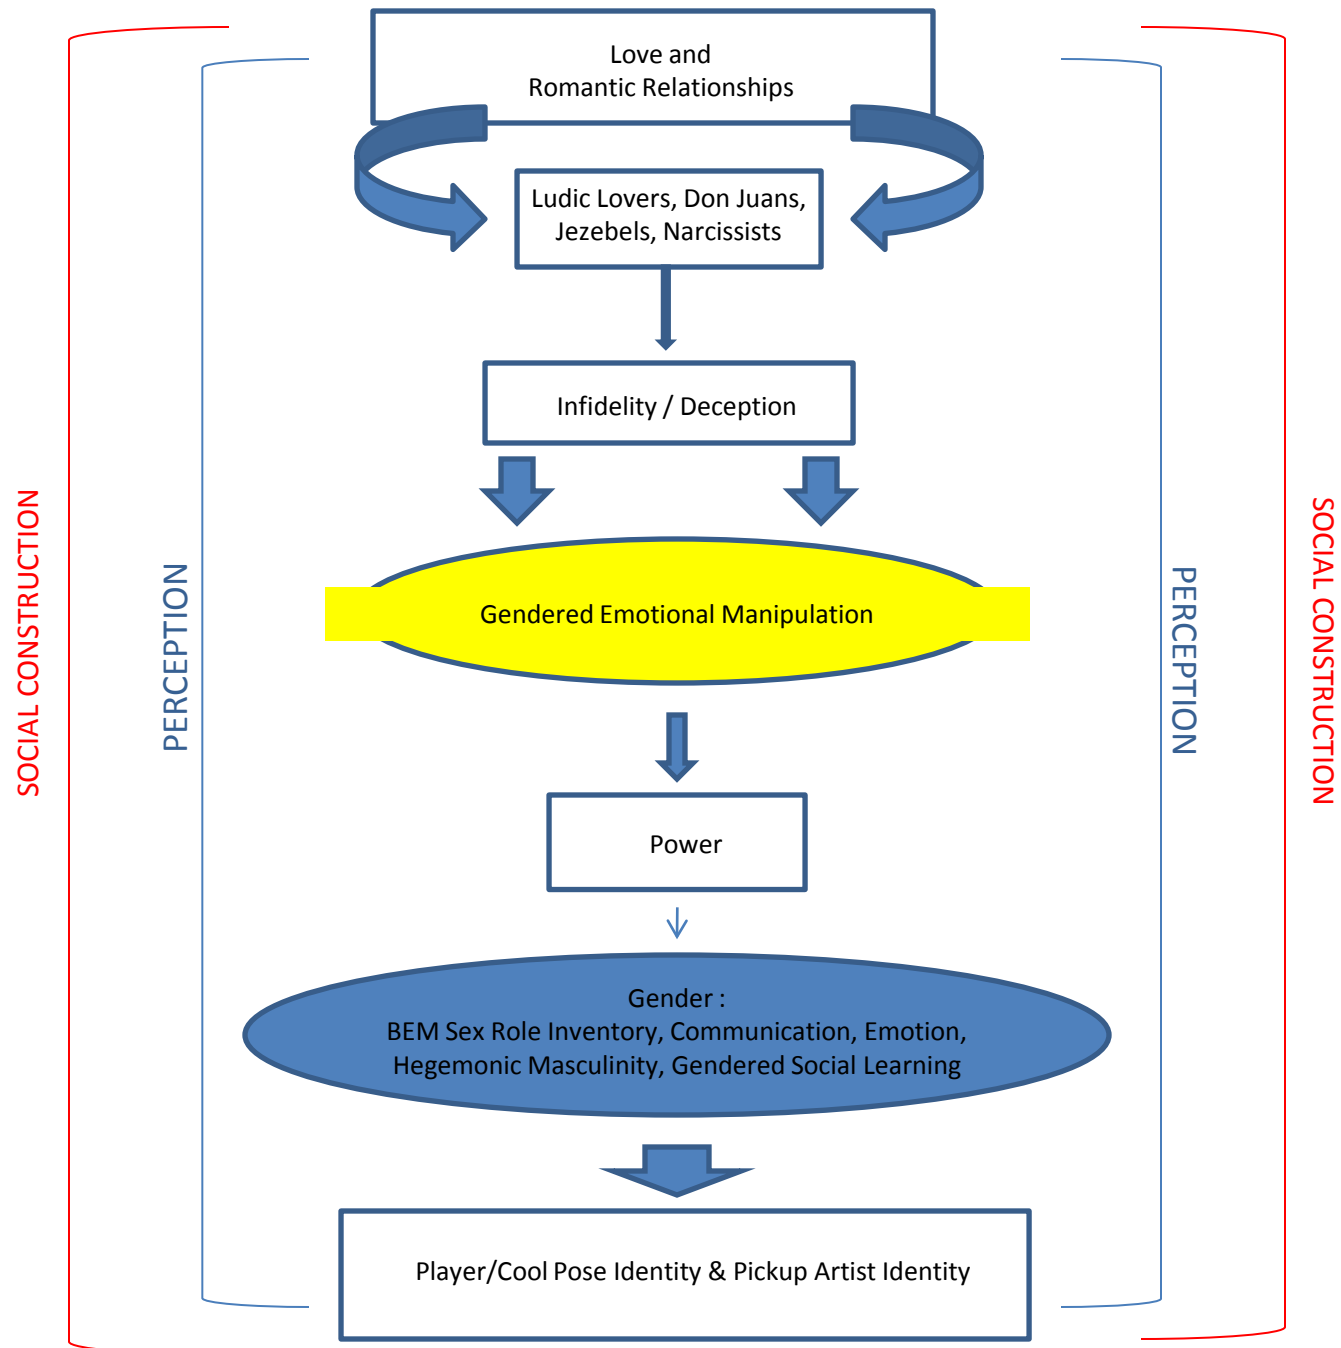 Love and
Romantic Relationships
Ludic Lovers, Don Juans,
Jezebels, Narcissists
Infidelity / Deception
SOCIAL CONSTRUCTION
PERCEPTION
Gendered Emotional Manipulation
PERCEPTION
SOCIAL CONSTRUCTION
Power
Gender :
BEM Sex Role Inventory, Communication, Emotion,
Hegemonic Masculinity, Gendered Social Learning
Player/Cool Pose Identity & Pickup Artist Identity